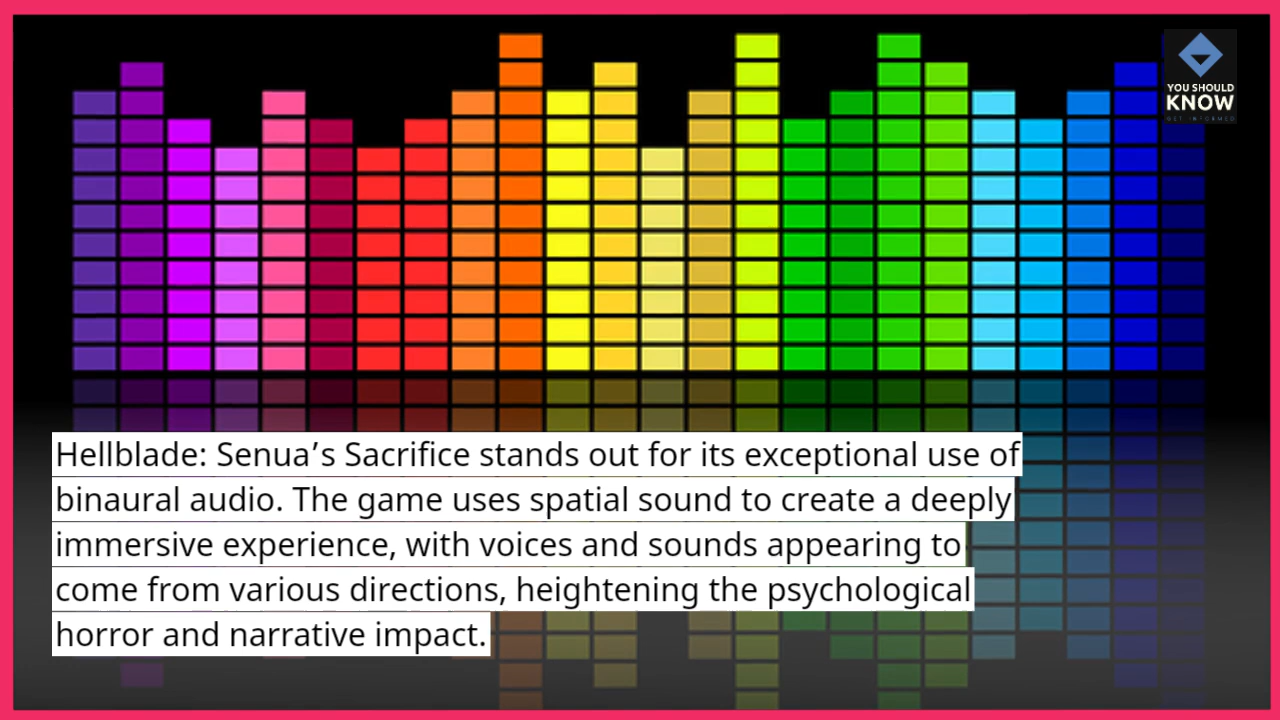 YOU SHOULD
KNOW
GET INFORMED
Hellblade: Senua’s Sacrifice stands out for its exceptional use of
binaural audio. The game uses spatial sound to create a deeply
immersive experience, with voices and sounds appearing to
come from various directions, heightening the psychological
horror and narrative impact.